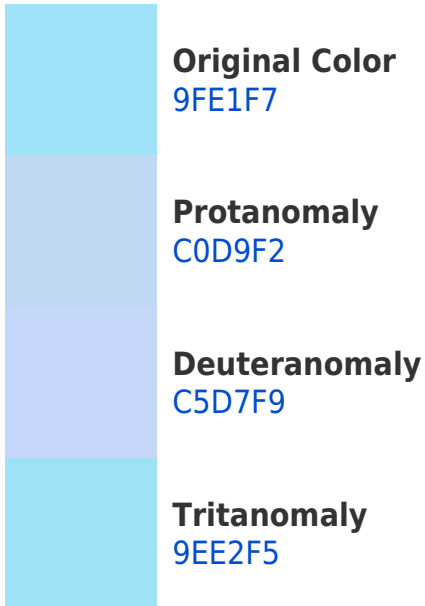 Original Color
9FE1F7
Protanomaly
C0D9F2
Deuteranomaly
C5D7F9
Tritanomaly
9EE2F5